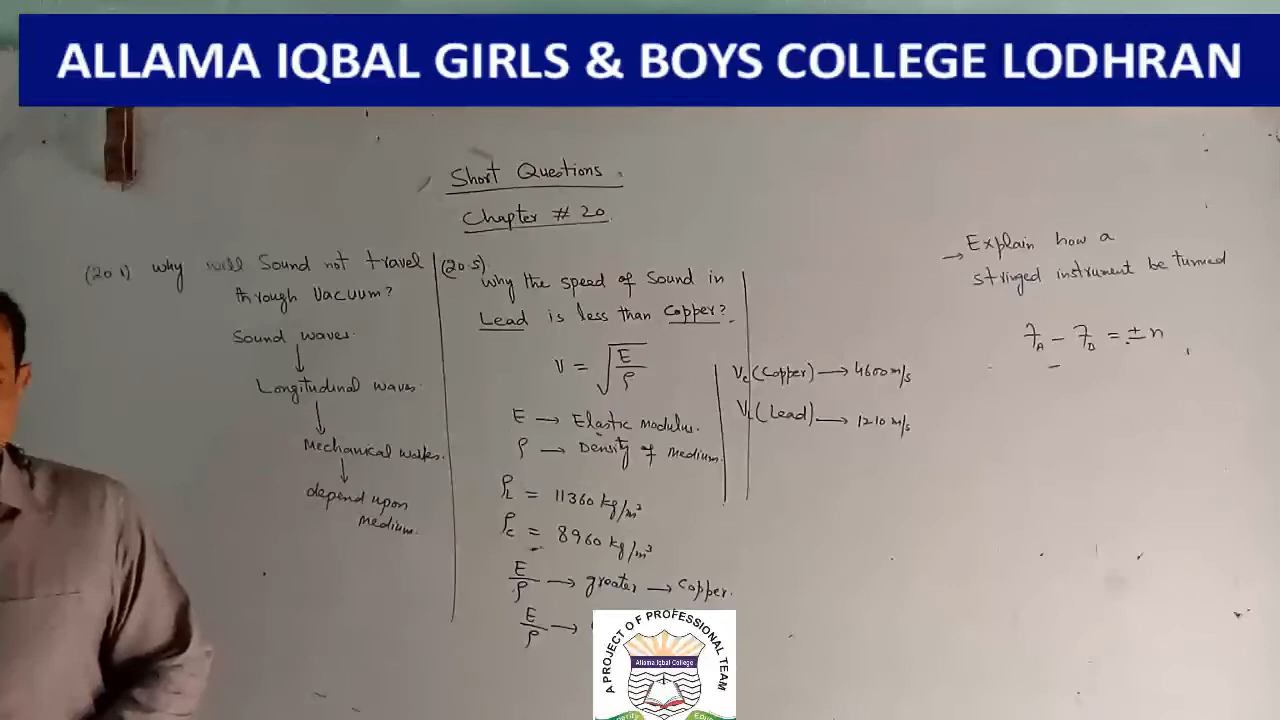 ALLAMA IQBAL GIRLS & BOYS COLLEGE LODHRAN
Short Questions.
Chapter # 20.
(20.1) why will Sound not travel
through Vacuum?
Sound waves.
Longitudinal waves.
Mechanical waves.
depend upon
medium.
(20.5)
why the speed of Sound in
Lead is less than Copper?
V = √E/ρ
E → Elastic Modulus.
ρ → Density of Medium.
ρL = 11360 kg/m³
ρc = 8960 kg/m³
E/ρ → greater → Copper.
E/ρ →
Vc (Copper) → 4600 m/s
VL (Lead) → 1210 m/s
→ Explain how a
stringed instrument be turned
fA - fB = ± n
A PROJECT OF PROFESSIONAL TEAM
Allama Iqbal College